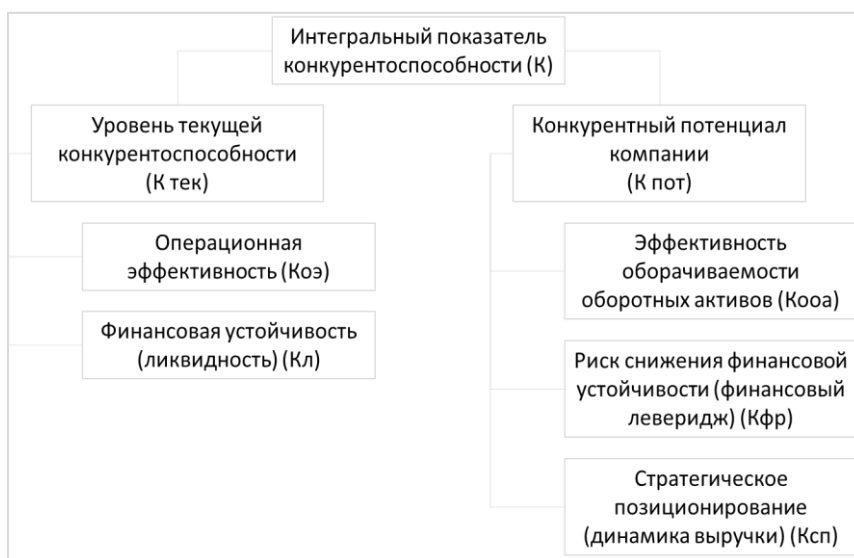 Интегральный показатель
конкурентоспособности (К)
Уровень текущей
конкурентоспособности
(К тек)
Операционная
эффективность (Коэ)
Финансовая устойчивость
(ликвидность) (Кл)
Конкурентный потенциал
компании
(К пот)
Эффективность
оборачиваемости
оборотных активов (Кооа)
Риск снижения финансовой
устойчивости (финансовый
леверидж) (Кфр)
Стратегическое
позиционирование
(динамика выручки) (Ксп)